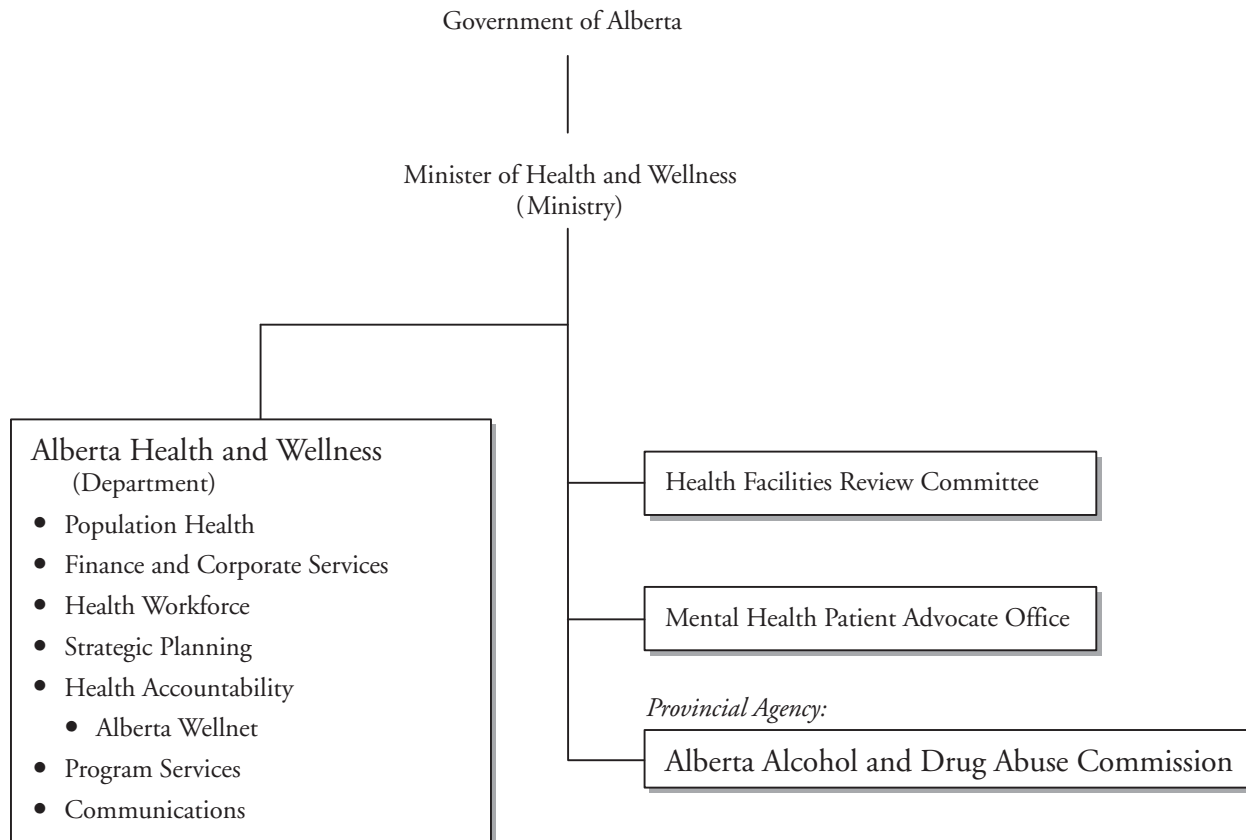 Government of Alberta
Minister of Health and Wellness
(Ministry)
Alberta Health and Wellness
(Department)
• Population Health
• Finance and Corporate Services
• Health Workforce
• Strategic Planning
• Health Accountability
• Alberta Wellnet
• Program Services
• Communications
Health Facilities Review Committee
Mental Health Patient Advocate Office
Provincial Agency:
Alberta Alcohol and Drug Abuse Commission